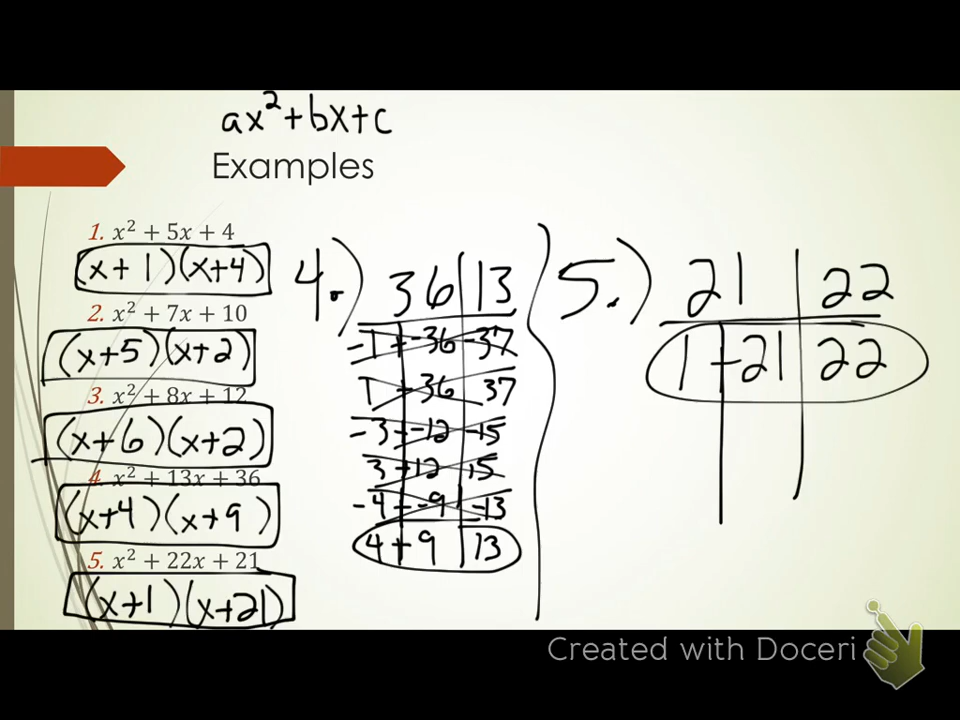 ax²+bx+c
Examples
1. x² + 5x + 4
(x+1)(x+4)
2. x² + 7x + 10
(x+5)(x+2)
3. x² + 8x + 12
(x+6)(x+2)
4. x² + 13x + 36
(x+4)(x+9)
5. x² + 22x + 21
(x+1)(x+21)
4.)
36 | 13
-1 + -36 | -37
1 + 36 | 37
-3 + -12 | -15
3 + 12 | 15
-4 + -9 | -13
4 + 9 | 13
5.)
21 | 22
1 + 21 | 22
Created with Doceri